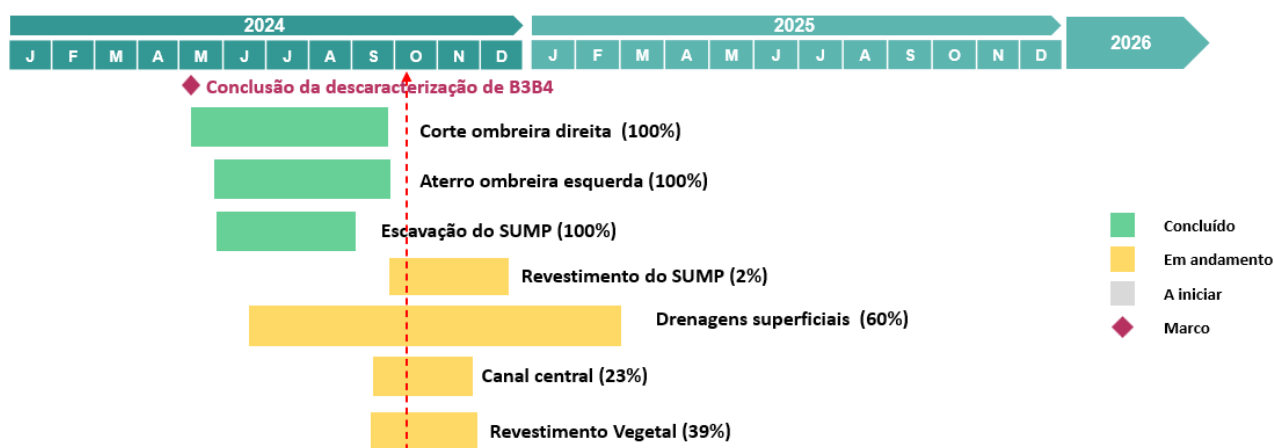 2024
2025
2026
J F M A M J J A S O N D
J F M A M J J A S O N D
Conclusão da descaracterização de B3B4
Corte ombreira direita (100%)
Aterro ombreira esquerda (100%)
Escavação do SUMP (100%)
Revestimento do SUMP (2%)
Drenagens superficiais (60%)
Canal central (23%)
Revestimento Vegetal (39%)
Concluído
Em andamento
A iniciar
Marco